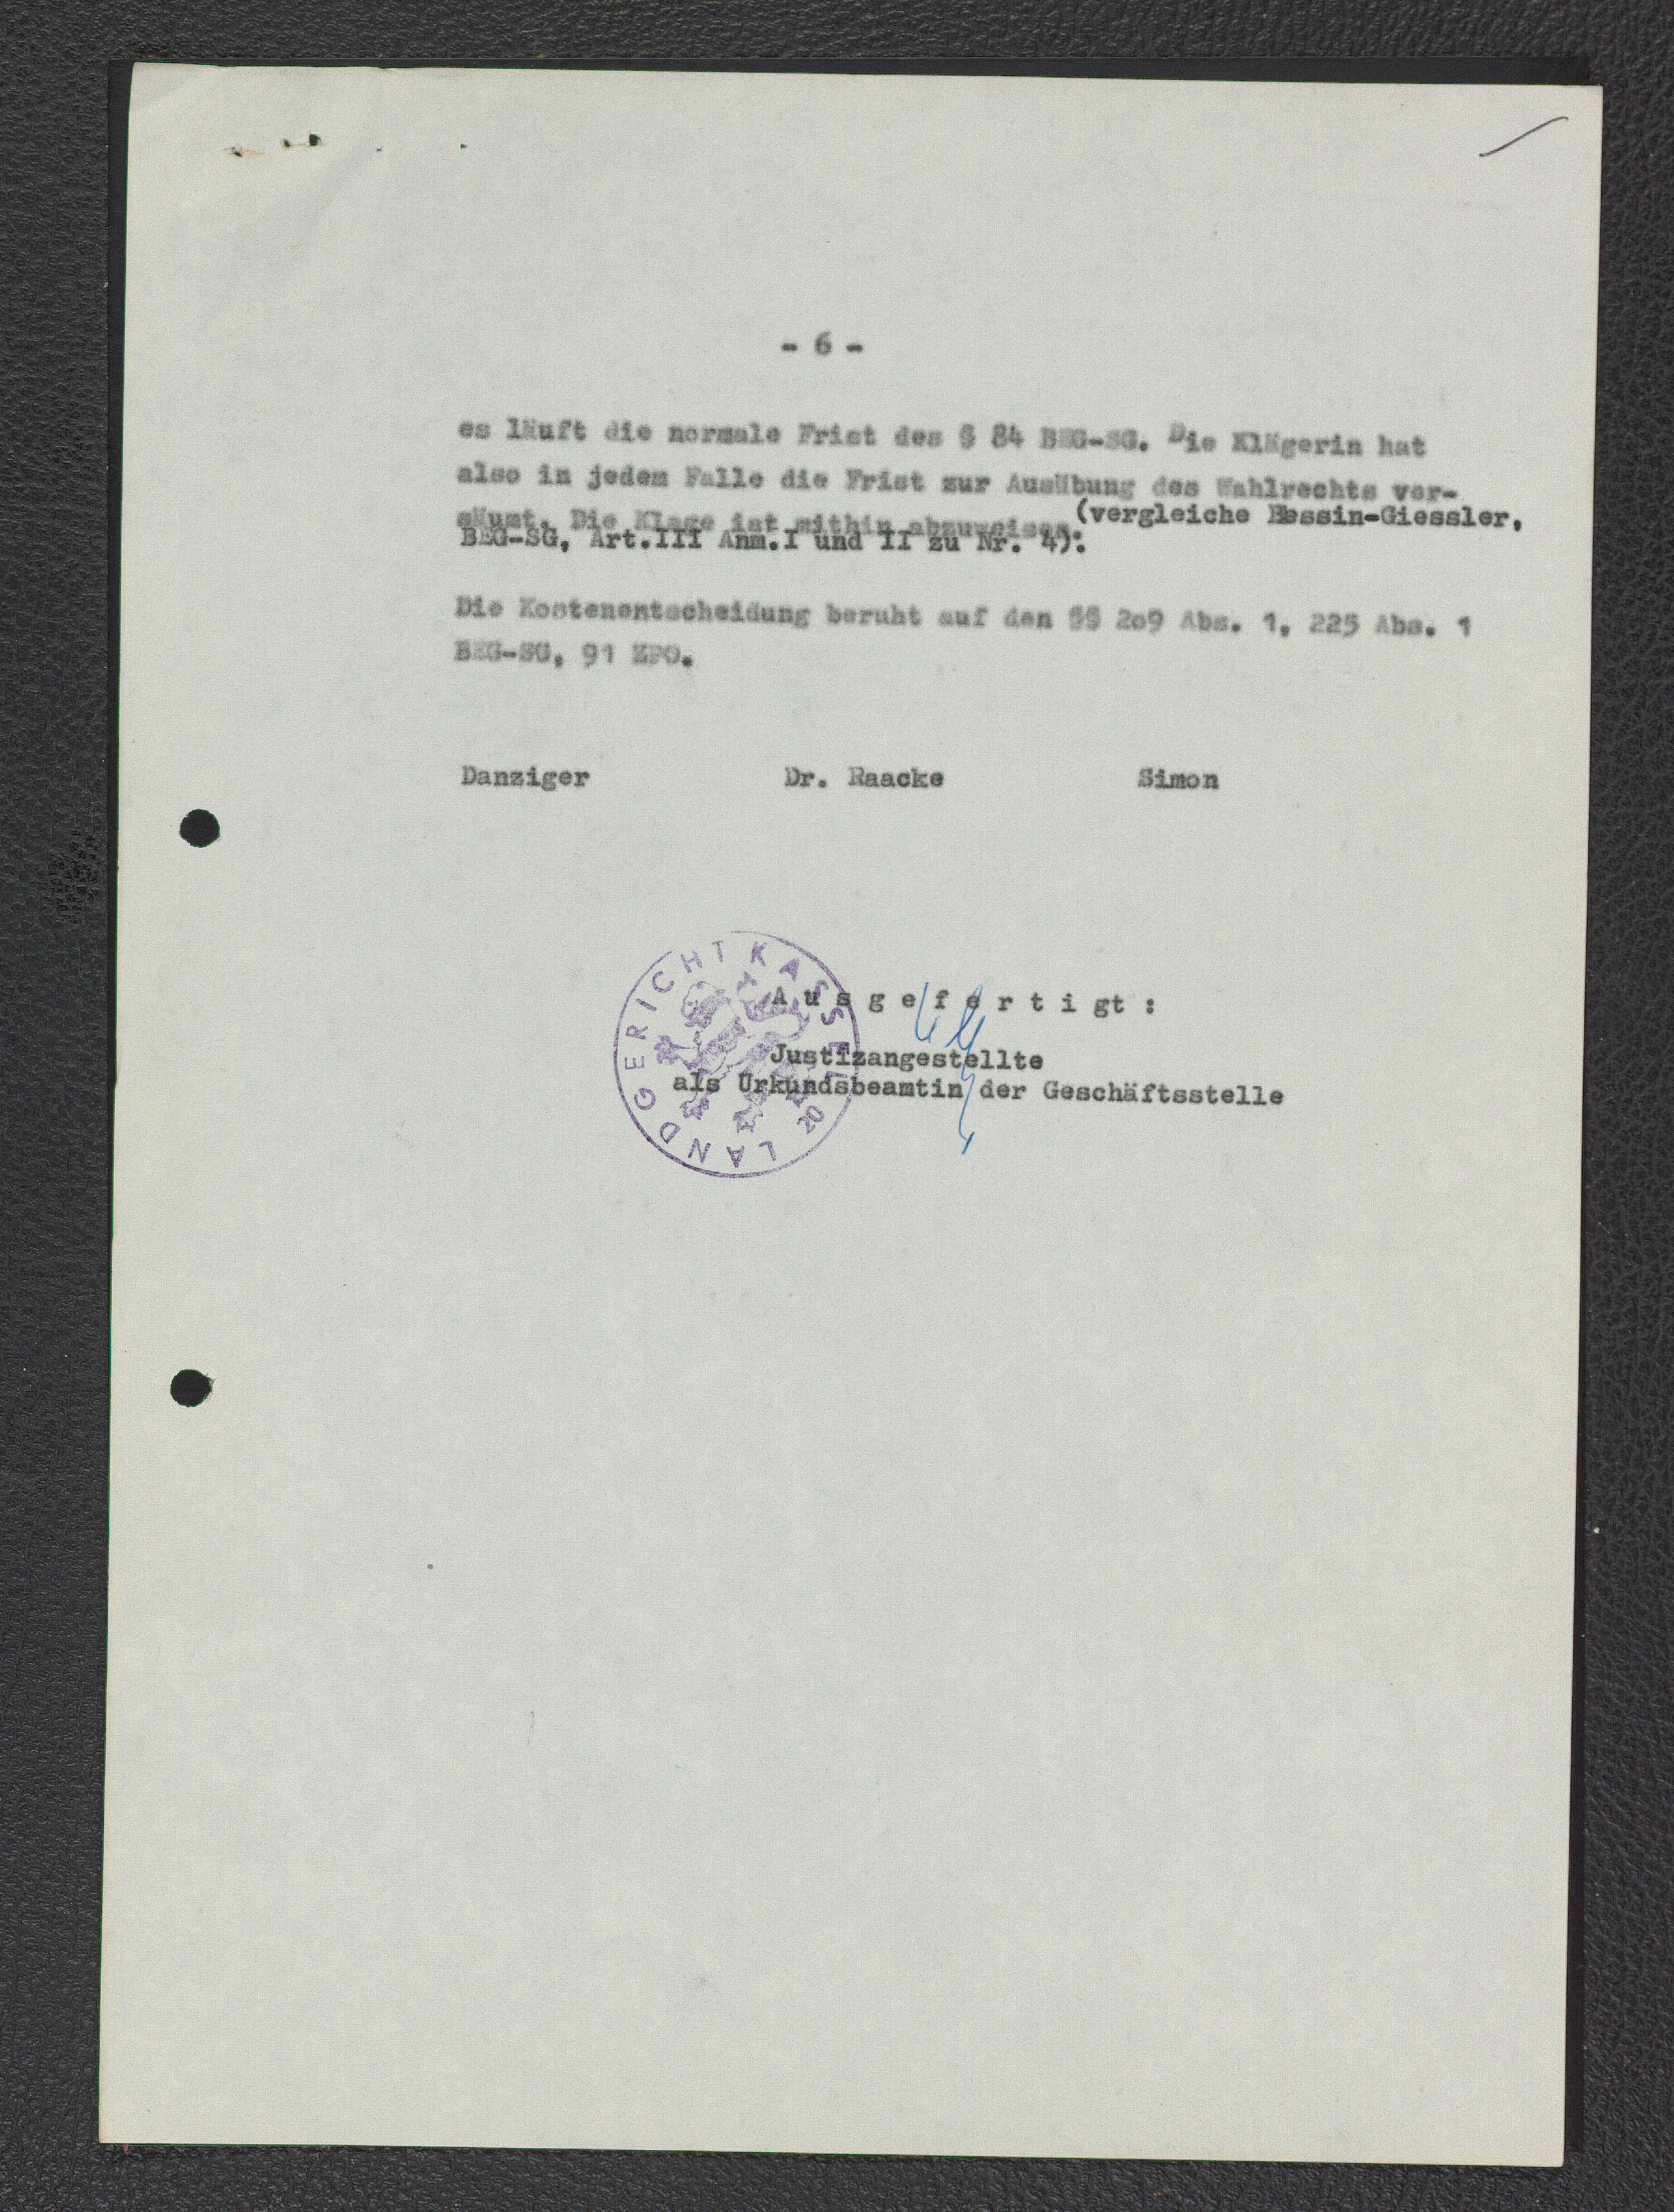 - 6 -
es läuft die normale Frist des § 84 BEG-SG. Die Klägerin hat
also in jedem Falle die Frist zur Ausübung des Wahlrechts ver-
säumt. Die Klage ist mithin abzuweisen (vergleiche Bessin-Giessler,
BEG-SG, Art.III Anm.I und II zu Nr. 4):
Die Kostenentscheidung beruht auf den §§ 2o9 Abs. 1, 225 Abs. 1
BEG-SG, 91 ZPO.
Danziger Dr. Raacke Simon
LANDGERICHT KASSEL
A u s g e f e r t i g t :
Justizangestellte
als Urkundsbeamtin der Geschäftsstelle